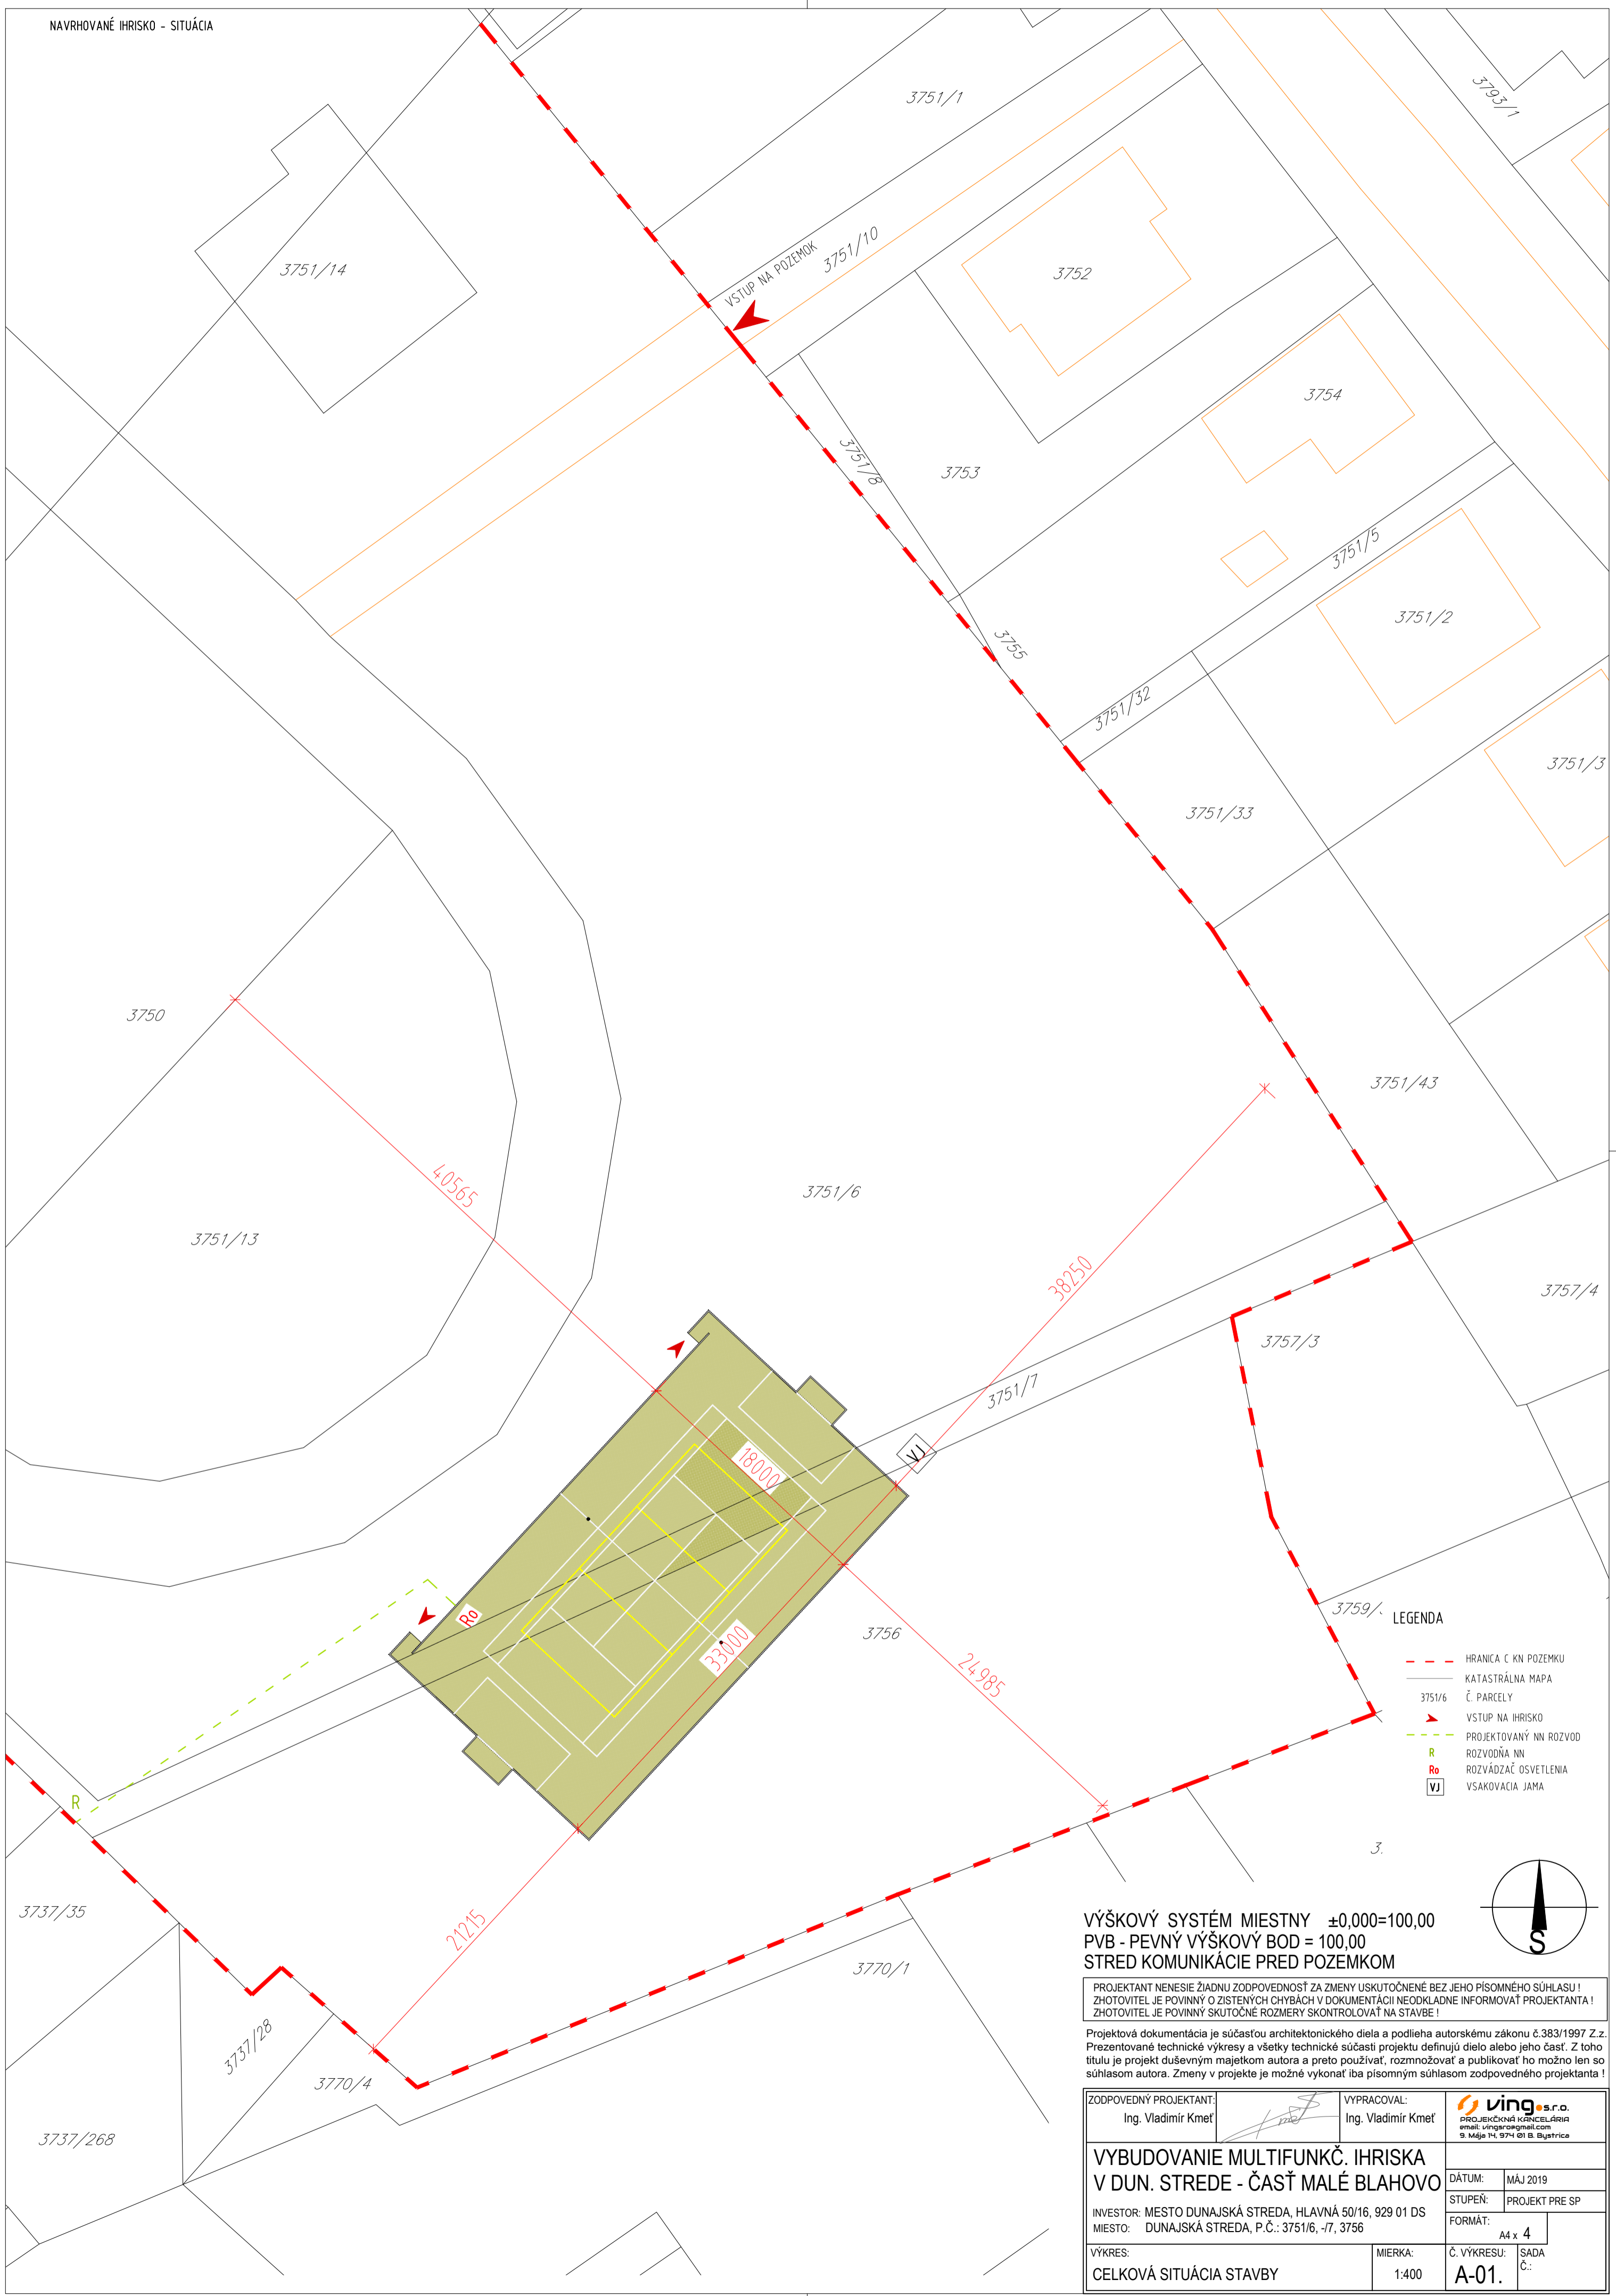 NAVRHOVANÉ IHRISKO - SITUÁCIA
3751/1
3793/1
3751/14
VSTUP NA POZEMOK
3751/10
3752
3754
3751/8
3753
3751/5
3751/2
3755
3751/32
3751/3
3751/33
3750
3751/43
40565
3751/6
3751/13
38250
3757/4
3757/3
3751/7
18000
VJ
Ro
33000
3756
24985
3759/
R
3737/35
21215
3770/1
3737/28
3770/4
3737/268
3.
LEGENDA
HRANICA C KN POZEMKU
KATASTRÁLNA MAPA
3751/6 Č. PARCELY
VSTUP NA IHRISKO
PROJEKTOVANÝ NN ROZVOD
R ROZVODŇA NN
Ro ROZVÁDZAČ OSVETLENIA
VJ VSAKOVACIA JAMA
S
VÝŠKOVÝ SYSTÉM MIESTNY ±0,000=100,00
PVB - PEVNÝ VÝŠKOVÝ BOD = 100,00
STRED KOMUNIKÁCIE PRED POZEMKOM
PROJEKTANT NENESIE ŽIADNU ZODPOVEDNOSŤ ZA ZMENY USKUTOČNENÉ BEZ JEHO PÍSOMNÉHO SÚHLASU !
ZHOTOVITEL JE POVINNÝ O ZISTENÝCH CHYBÁCH V DOKUMENTÁCII NEODKLADNE INFORMOVAŤ PROJEKTANTA !
ZHOTOVITEL JE POVINNÝ SKUTOČNÉ ROZMERY SKONTROLOVAŤ NA STAVBE !
Projektová dokumentácia je súčasťou architektonického diela a podlieha autorskému zákonu č.383/1997 Z.z.
Prezentované technické výkresy a všetky technické súčasti projektu definujú dielo alebo jeho časť. Z toho
titulu je projekt duševným majetkom autora a preto používať, rozmnožovať a publikovať ho možno len so
súhlasom autora. Zmeny v projekte je možné vykonať iba písomným súhlasom zodpovedného projektanta !
ZODPOVEDNÝ PROJEKTANT:
Ing. Vladimír Kmeť
VYPRACOVAL:
Ing. Vladimír Kmeť
ving s.r.o.
PROJEKČNÁ KANCELÁRIA
email: vingsro@gmail.com
9. Mája 14, 974 01 B. Bystrica
VYBUDOVANIE MULTIFUNKČ. IHRISKA
V DUN. STREDE - ČASŤ MALÉ BLAHOVO
INVESTOR: MESTO DUNAJSKÁ STREDA, HLAVNÁ 50/16, 929 01 DS
MIESTO: DUNAJSKÁ STREDA, P.Č.: 3751/6, -/7, 3756
DÁTUM: MÁJ 2019
STUPEŇ: PROJEKT PRE SP
FORMÁT:
A4 x 4
VÝKRES:
CELKOVÁ SITUÁCIA STAVBY
MIERKA:
1:400
Č. VÝKRESU:
A-01.
SADA
Č.: